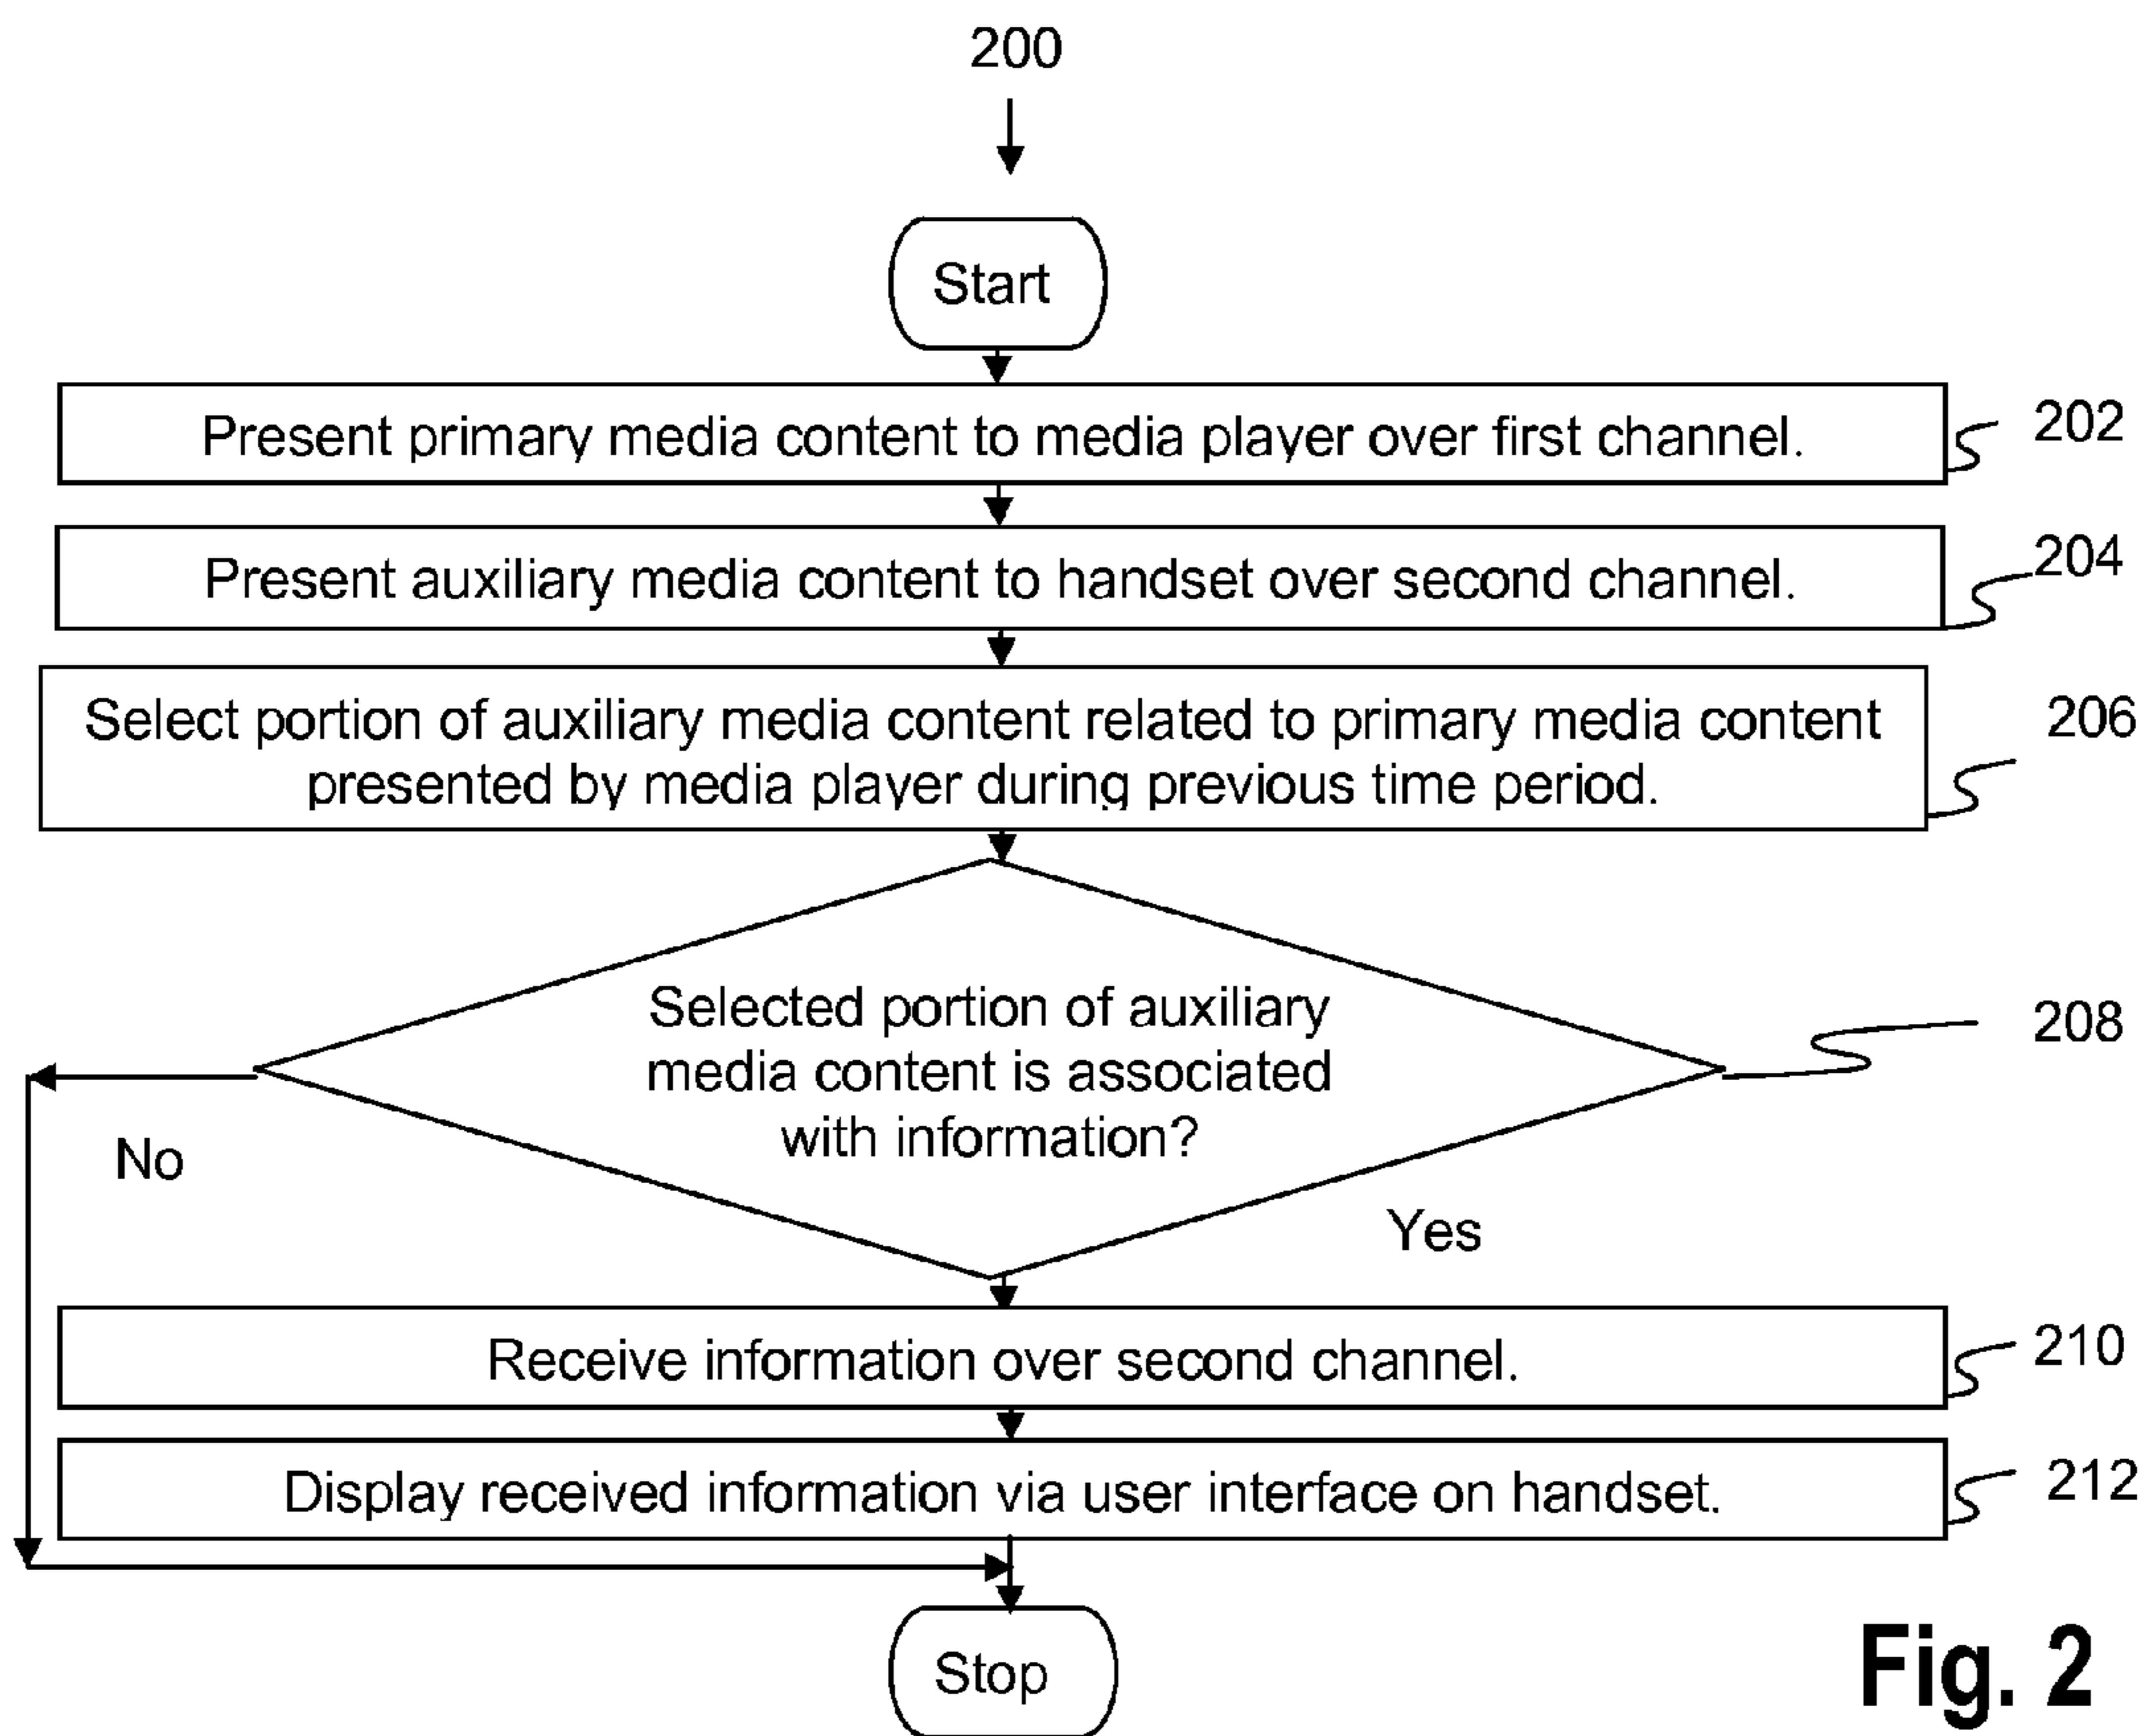 200
Start
Present primary media content to media player over first channel.
202
Present auxiliary media content to handset over second channel.
204
Select portion of auxiliary media content related to primary media content
presented by media player during previous time period.
206
Selected portion of auxiliary
media content is associated
with information?
208
No
Yes
Receive information over second channel.
210
Display received information via user interface on handset.
212
Stop
Fig. 2